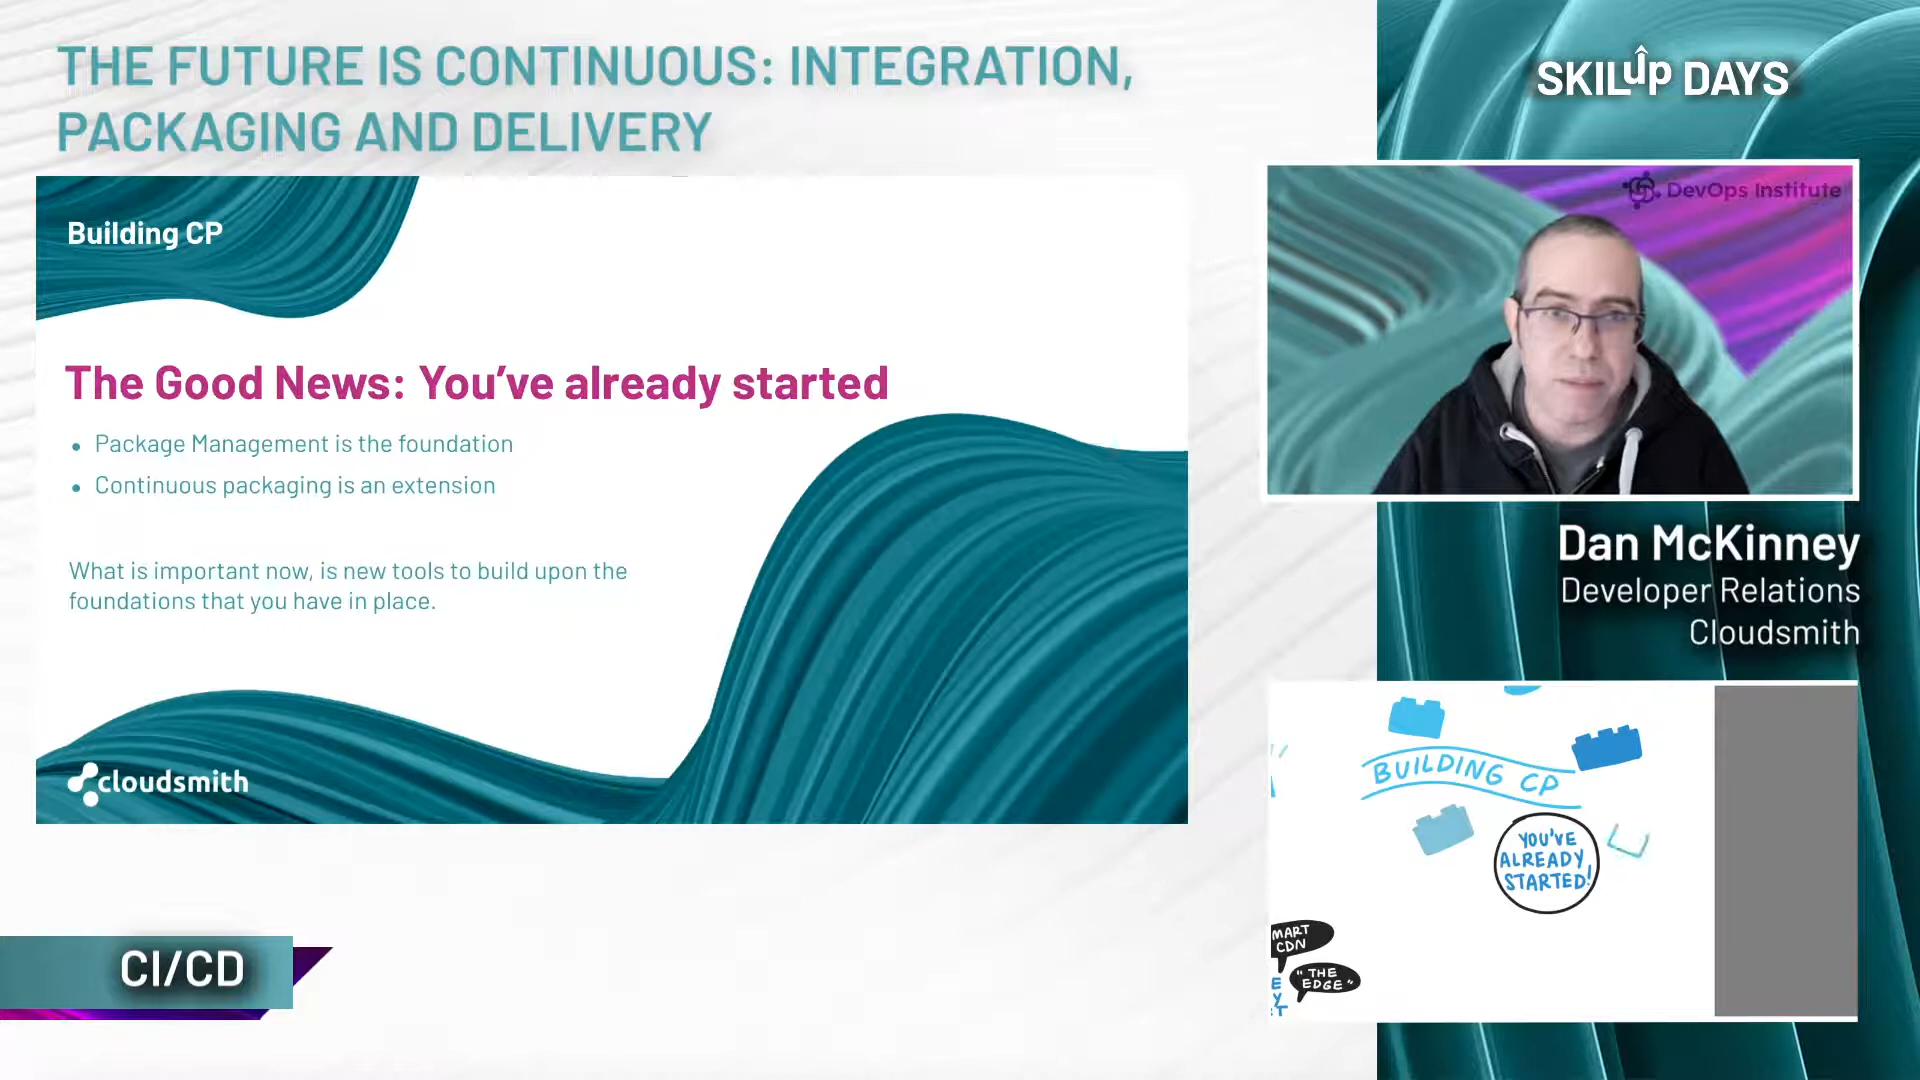 THE FUTURE IS CONTINUOUS: INTEGRATION,
PACKAGING AND DELIVERY
SKILup DAYS
Building CP
DevOps Institute
The Good News: You’ve already started
• Package Management is the foundation
• Continuous packaging is an extension
What is important now, is new tools to build upon the
foundations that you have in place.
cloudsmith
Dan McKinney
Developer Relations
Cloudsmith
BUILDING CP
YOU'VE
ALREADY
STARTED!
MART
CDN
"THE
EDGE"
E
Y
CI/CD